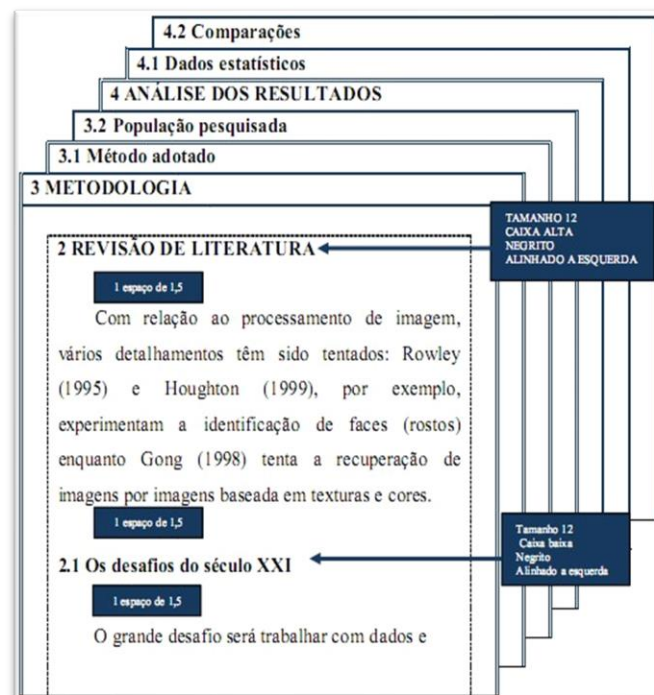 4.2 Comparações
4.1 Dados estatísticos
4 ANÁLISE DOS RESULTADOS
3.2 População pesquisada
3.1 Método adotado
3 METODOLOGIA
TAMANHO 12
CAIXA ALTA
NEGRITO
ALINHADO A ESQUERDA
2 REVISÃO DE LITERATURA
1 espaço de 1,5
Com relação ao processamento de imagem,
vários detalhamentos têm sido tentados: Rowley
(1995) e Houghton (1999), por exemplo,
experimentam a identificação de faces (rostos)
enquanto Gong (1998) tenta a recuperação de
imagens por imagens baseada em texturas e cores.
1 espaço de 1,5
Tamanho 12
Caixa baixa
Negrito
Alinhado a esquerda
2.1 Os desafios do século XXI
1 espaço de 1,5
O grande desafio será trabalhar com dados e